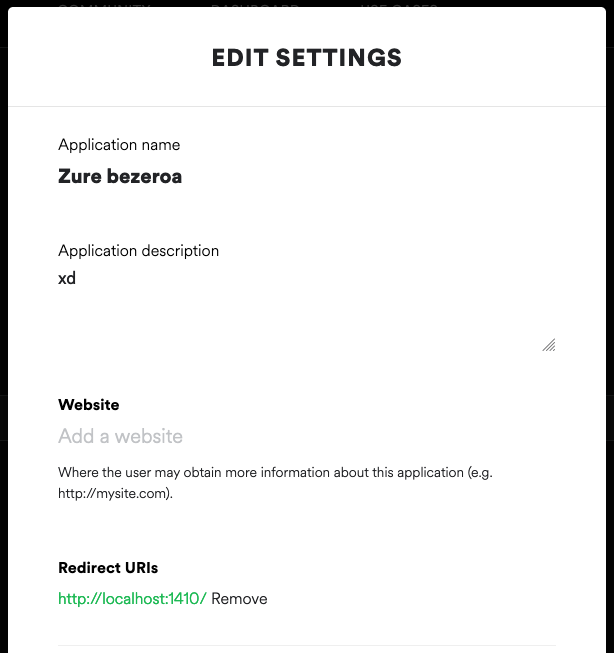 EDIT SETTINGS
Application name
Zure bezeroa
Application description
xd
Website
Add a website
Where the user may obtain more information about this application (e.g.
http://mysite.com).
Redirect URIs
http://localhost:1410/ Remove